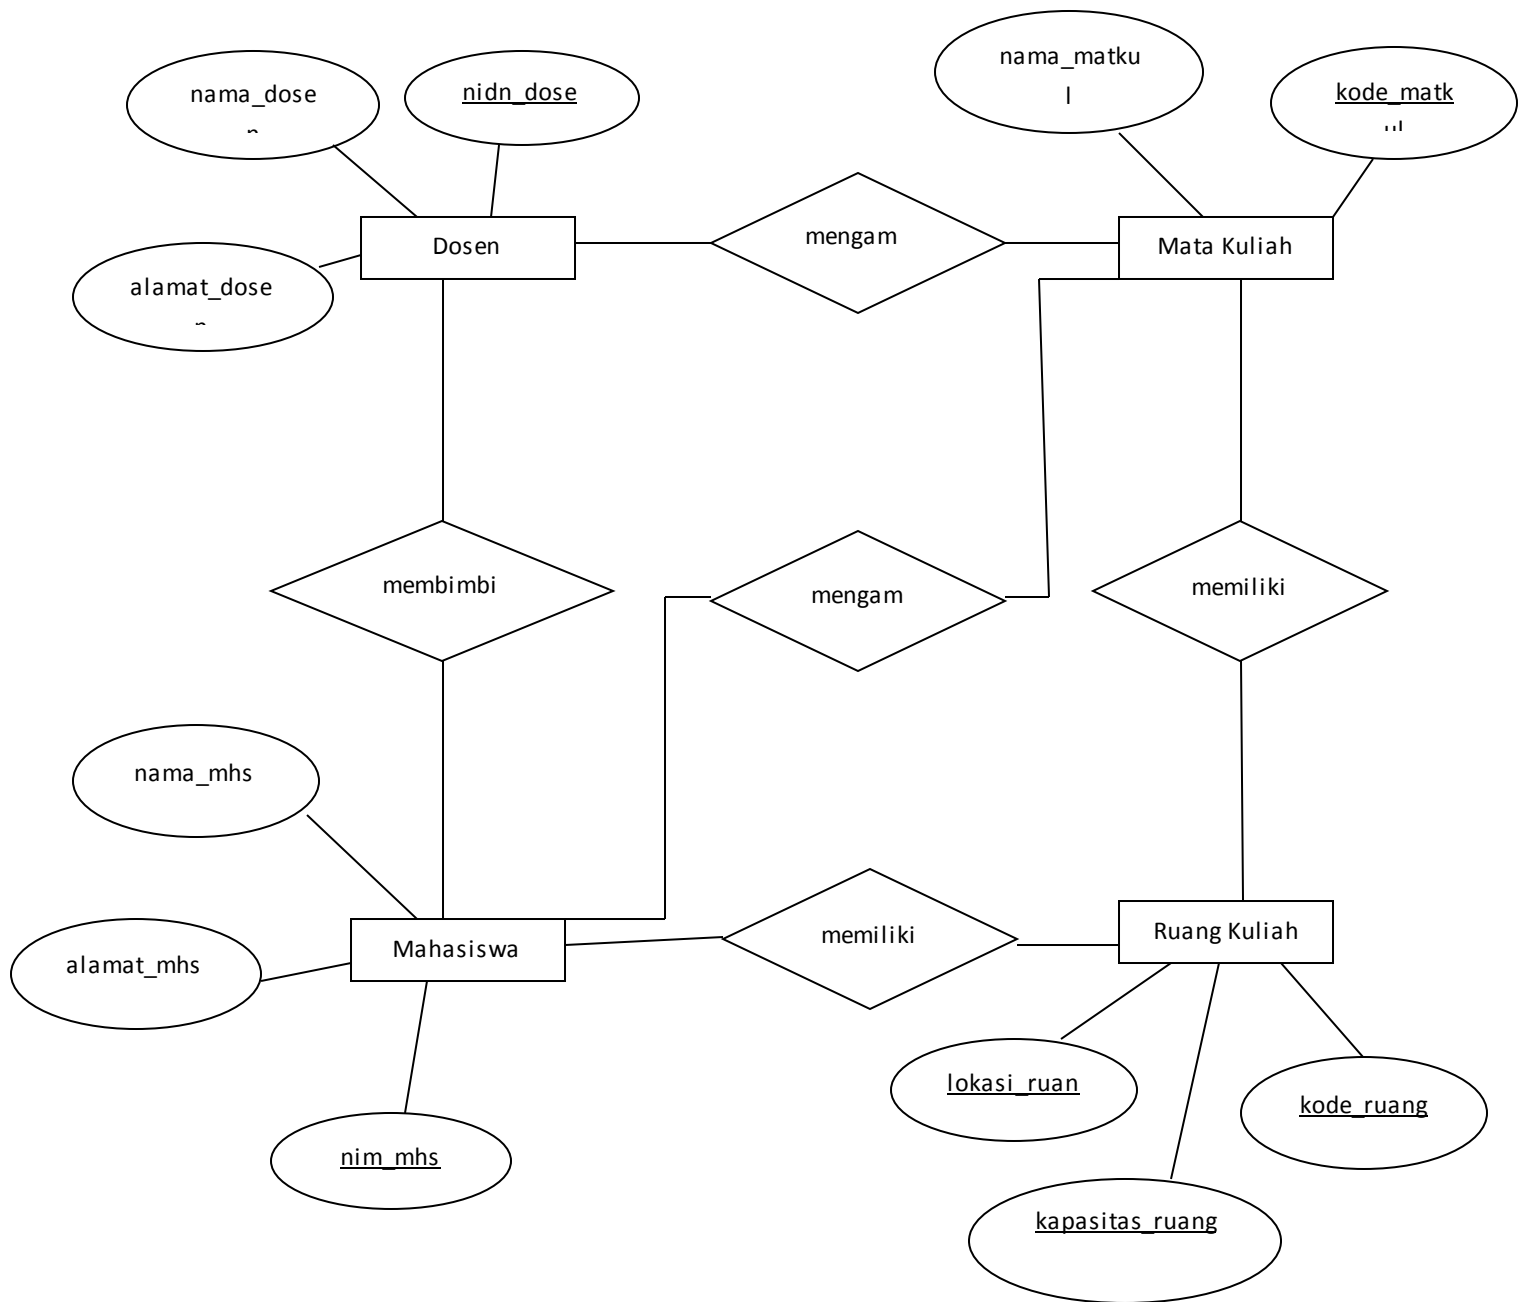 nama_matku
l
nama_dose
nidn_dose
kode_matk
mengam
Dosen
Mata Kuliah
alamat_dose
membimbi
mengam
memiliki
nama_mhs
Mahasiswa
memiliki
Ruang Kuliah
alamat_mhs
lokasi_ruan
kode_ruang
nim_mhs
kapasitas_ruang